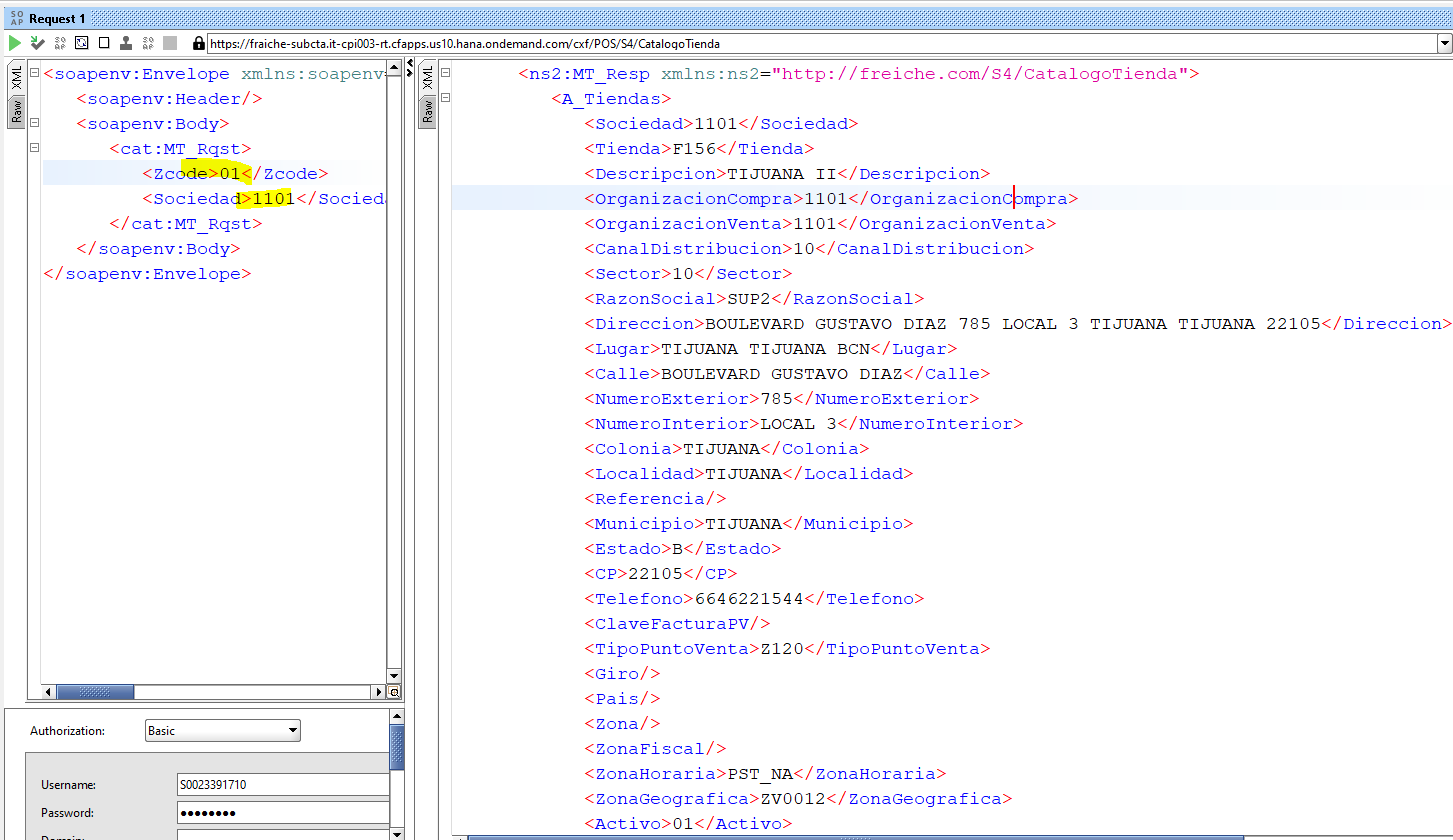 SO
AP
Request 1
https://fraiche-subcta.it-cpi003-rt.cfapps.us10.hana.ondemand.com/cxf/POS/S4/CatalogoTienda
XML
Raw
<soapenv:Envelope xmlns:soapenv=
<soapenv:Header/>
<soapenv:Body>
<cat:MT_Rqst>
<Zcode>01</Zcode>
<Sociedad>1101</Socieda
</cat:MT_Rqst>
</soapenv:Body>
</soapenv:Envelope>
Authorization: Basic
Username: S0023391710
Password: ●●●●●●●●
XML
Raw
<ns2:MT_Resp xmlns:ns2="http://freiche.com/S4/CatalogoTienda">
<A_Tiendas>
<Sociedad>1101</Sociedad>
<Tienda>F156</Tienda>
<Descripcion>TIJUANA II</Descripcion>
<OrganizacionCompra>1101</OrganizacionCompra>
<OrganizacionVenta>1101</OrganizacionVenta>
<CanalDistribucion>10</CanalDistribucion>
<Sector>10</Sector>
<RazonSocial>SUP2</RazonSocial>
<Direccion>BOULEVARD GUSTAVO DIAZ 785 LOCAL 3 TIJUANA TIJUANA 22105</Direccion>
<Lugar>TIJUANA TIJUANA BCN</Lugar>
<Calle>BOULEVARD GUSTAVO DIAZ</Calle>
<NumeroExterior>785</NumeroExterior>
<NumeroInterior>LOCAL 3</NumeroInterior>
<Colonia>TIJUANA</Colonia>
<Localidad>TIJUANA</Localidad>
<Referencia/>
<Municipio>TIJUANA</Municipio>
<Estado>B</Estado>
<CP>22105</CP>
<Telefono>6646221544</Telefono>
<ClaveFacturaPV/>
<TipoPuntoVenta>Z120</TipoPuntoVenta>
<Giro/>
<Pais/>
<Zona/>
<ZonaFiscal/>
<ZonaHoraria>PST_NA</ZonaHoraria>
<ZonaGeografica>ZV0012</ZonaGeografica>
<Activo>01</Activo>